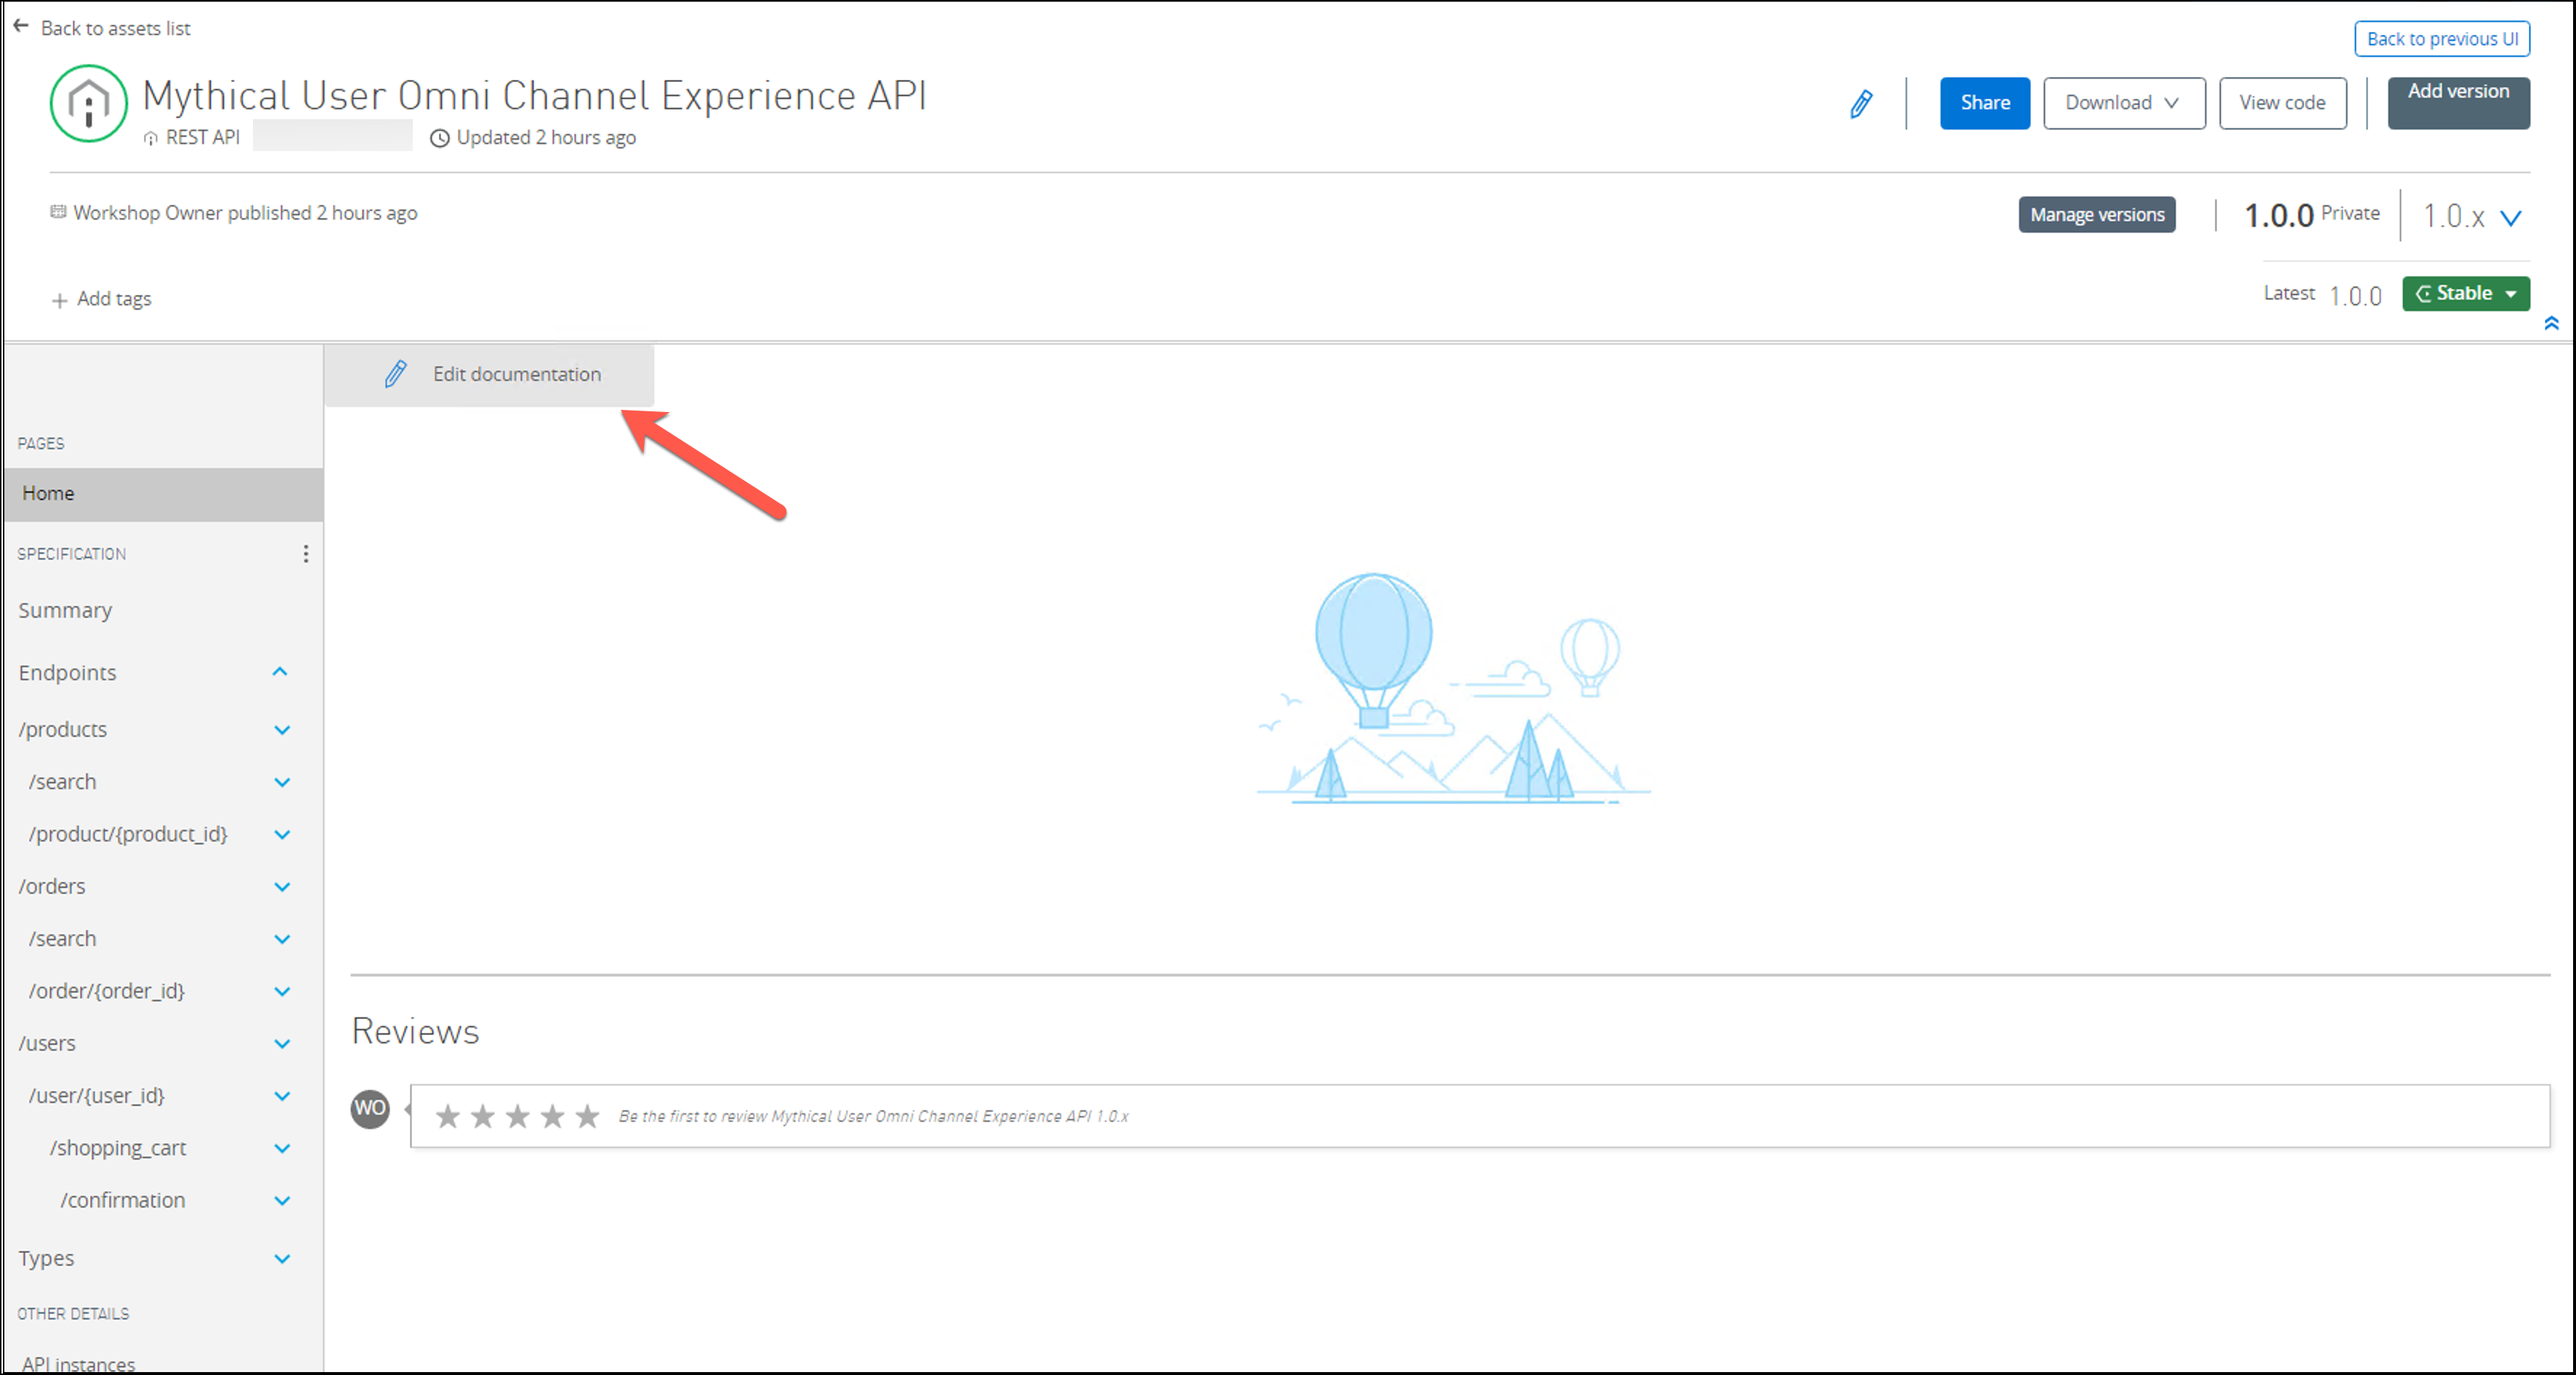 Back to assets list
Back to previous UI
Mythical User Omni Channel Experience API
REST API Updated 2 hours ago
Share Download View code Add version
Workshop Owner published 2 hours ago
Manage versions 1.0.0 Private 1.0.x
Add tags
Latest 1.0.0 Stable
Edit documentation
PAGES
Home
SPECIFICATION
Summary
Endpoints
/products
/search
/product/{product_id}
/orders
/search
/order/{order_id}
/users
/user/{user_id}
/shopping_cart
/confirmation
Types
OTHER DETAILS
API instances
Reviews
WO
Be the first to review Mythical User Omni Channel Experience API 1.0.x